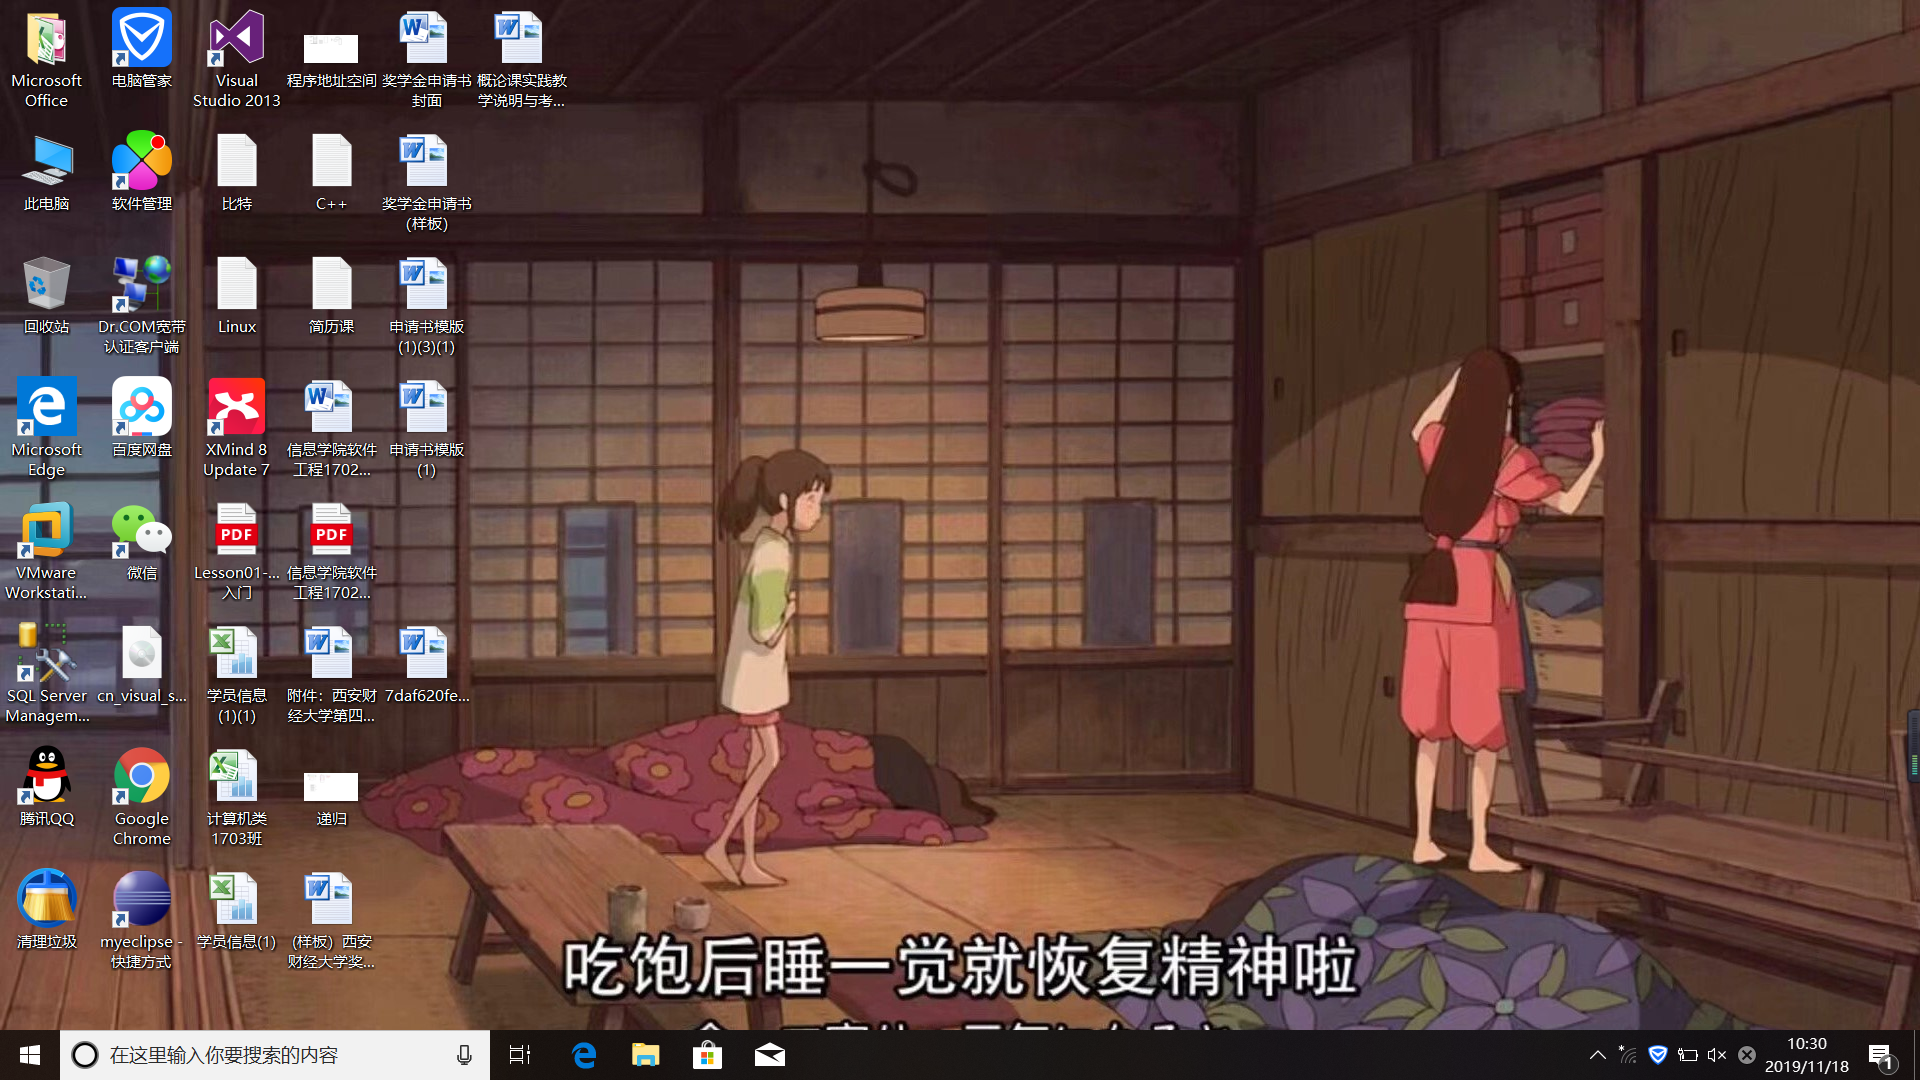 Microsoft
Office
电脑管家
Visual
Studio 2013
程序地址空间
奖学金申请书
封面
概论课实践教
学说明与考...
此电脑
软件管理
比特
C++
奖学金申请书
(样板)
回收站
Dr.COM宽带
认证客户端
Linux
简历课
申请书模版
(1)(3)(1)
Microsoft
Edge
百度网盘
XMind 8
Update 7
信息学院软件
工程1702...
申请书模版
(1)
VMware
Workstati...
微信
PDF
Lesson01-...
入门
PDF
信息学院软件
工程1702...
SQL Server
Managem...
cn_visual_s...
学员信息
(1)(1)
附件：西安财
经大学第四...
7daf620fe...
腾讯QQ
Google
Chrome
计算机类
1703班
递归
清理垃圾
myeclipse -
快捷方式
学员信息(1)
(样板）西安
财经大学奖...
吃饱后睡一觉就恢复精神啦
在这里输入你要搜索的内容
10:30
2019/11/18
1